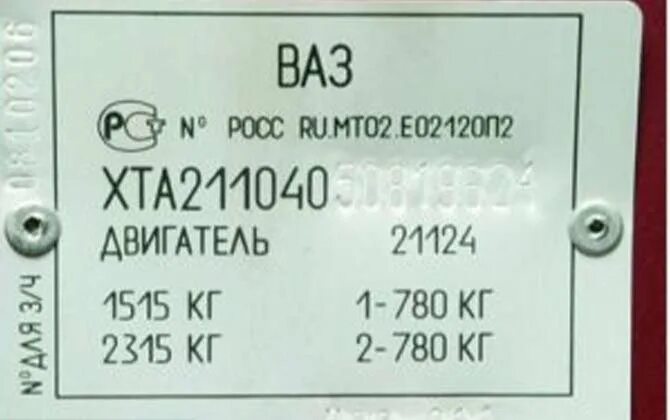 ВАЗ
РСТ № РОСС RU.МТ02.Е02120П2
ХТА211040
ДВИГАТЕЛЬ 21124
1515 КГ 1-780 КГ
2315 КГ 2-780 КГ
№ ДЛЯ З/Ч